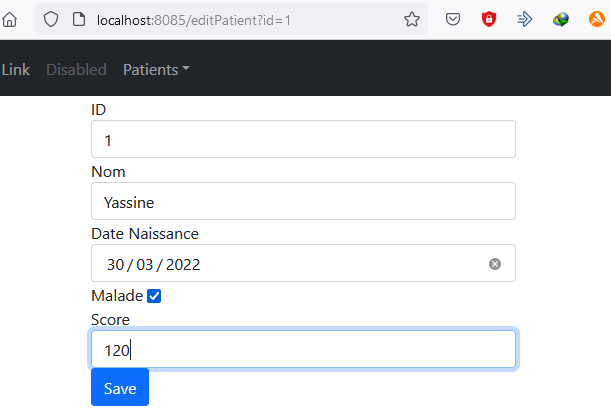 localhost:8085/editPatient?id=1
Link Disabled Patients
ID
1
Nom
Yassine
Date Naissance
30/03/2022
Malade
Score
120
Save